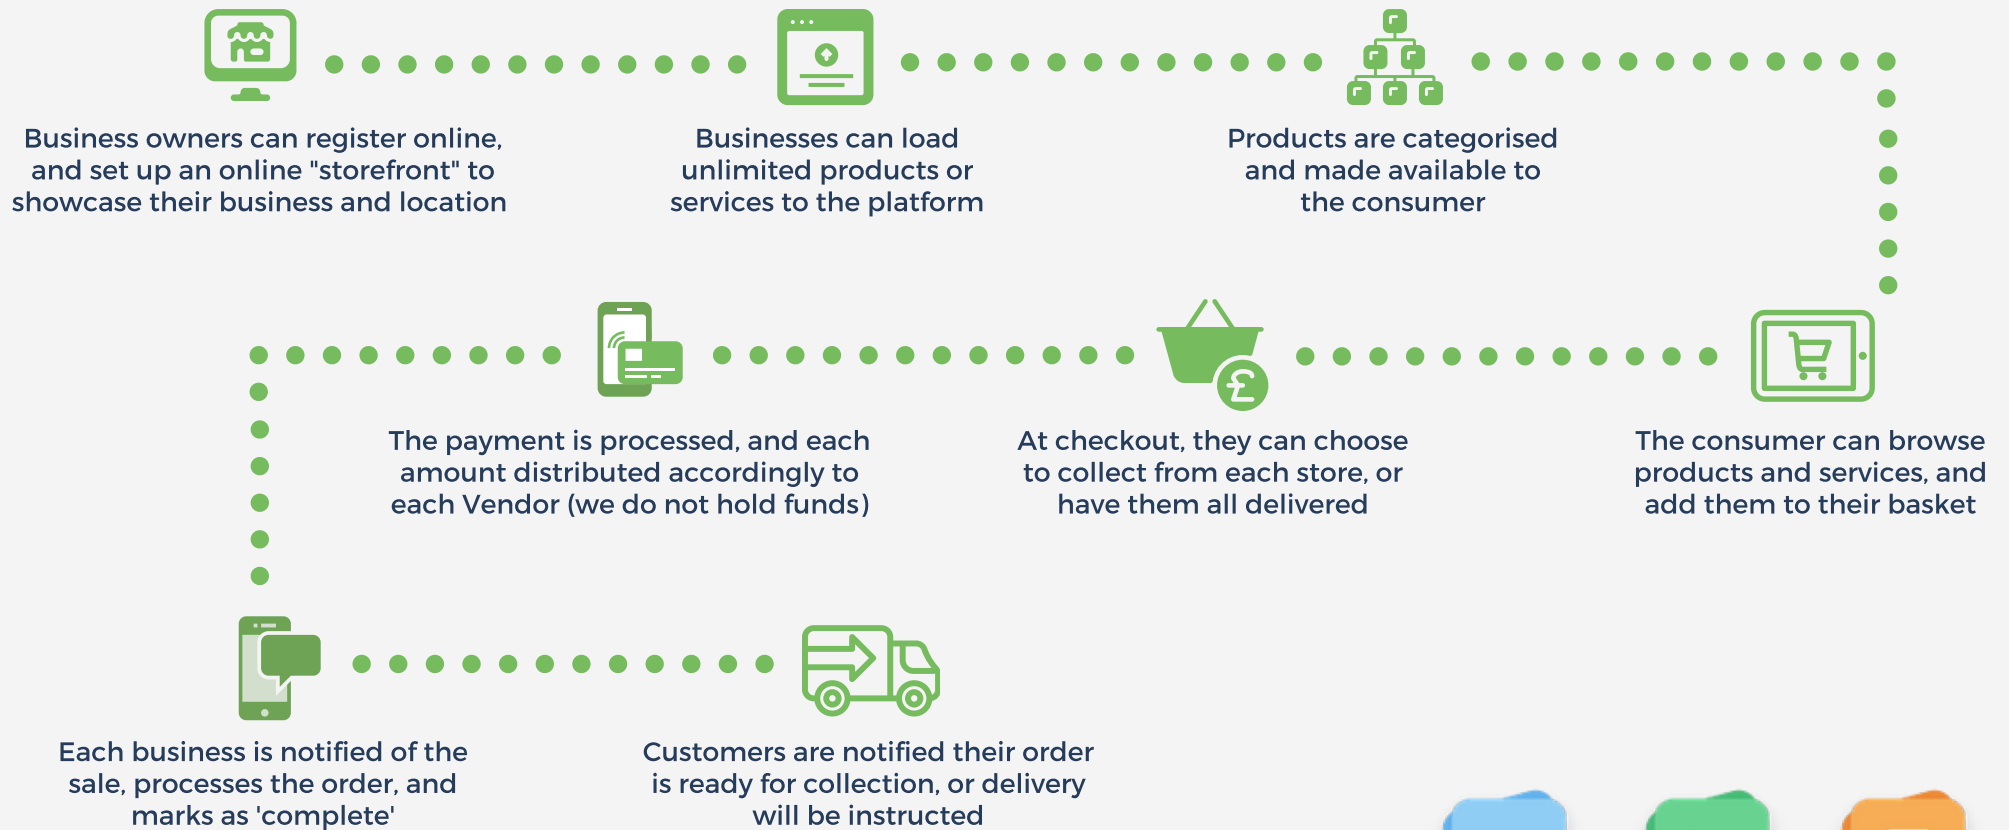 Business owners can register online,
and set up an online "storefront" to
showcase their business and location
Businesses can load
unlimited products or
services to the platform
Products are categorised
and made available to
the consumer
The consumer can browse
products and services, and
add them to their basket
£
At checkout, they can choose
to collect from each store, or
have them all delivered
The payment is processed, and each
amount distributed accordingly to
each Vendor (we do not hold funds)
Each business is notified of the
sale, processes the order, and
marks as 'complete'
Customers are notified their order
is ready for collection, or delivery
will be instructed